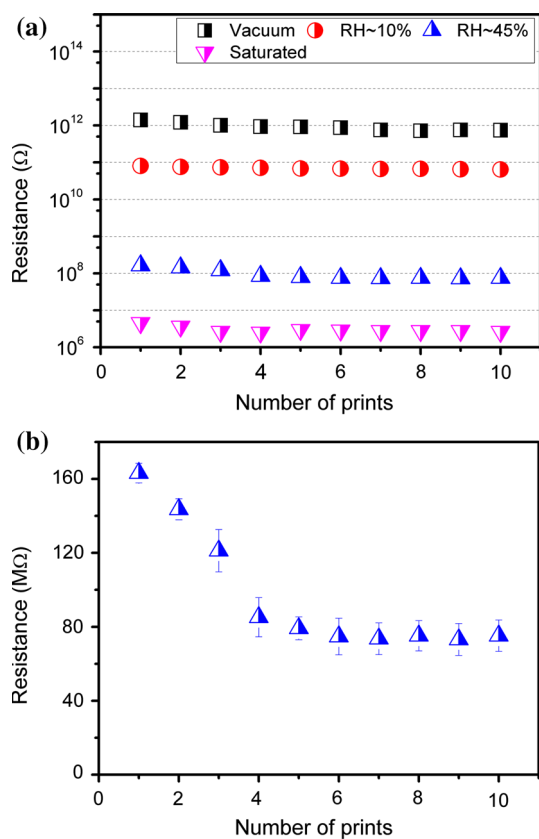 (a)
Vacuum RH~10% RH~45%
Saturated
10^14
10^12
10^10
10^8
10^6
Resistance (Ω)
0 2 4 6 8 10
Number of prints
(b)
160
120
80
40
0
Resistance (MΩ)
0 2 4 6 8 10
Number of prints